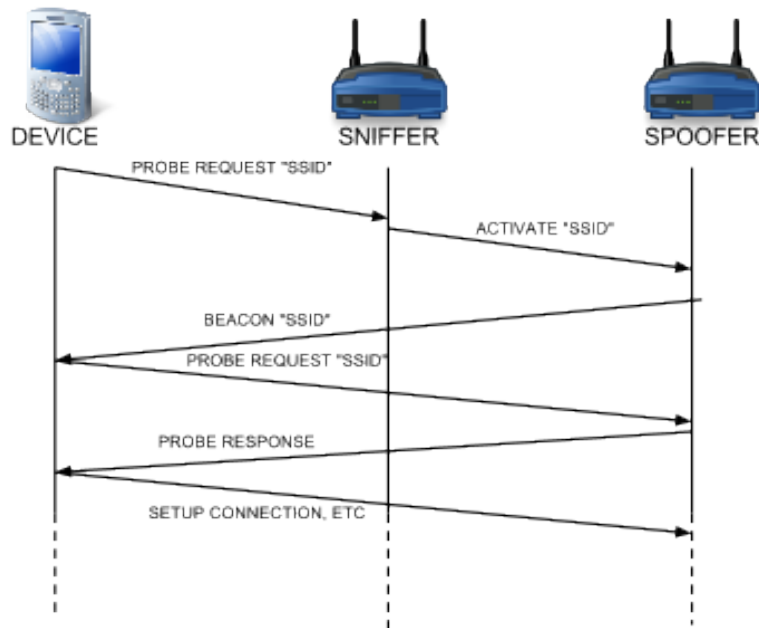 DEVICE
SNIFFER
SPOOFER
PROBE REQUEST "SSID"
ACTIVATE "SSID"
BEACON "SSID"
PROBE REQUEST "SSID"
PROBE RESPONSE
SETUP CONNECTION, ETC